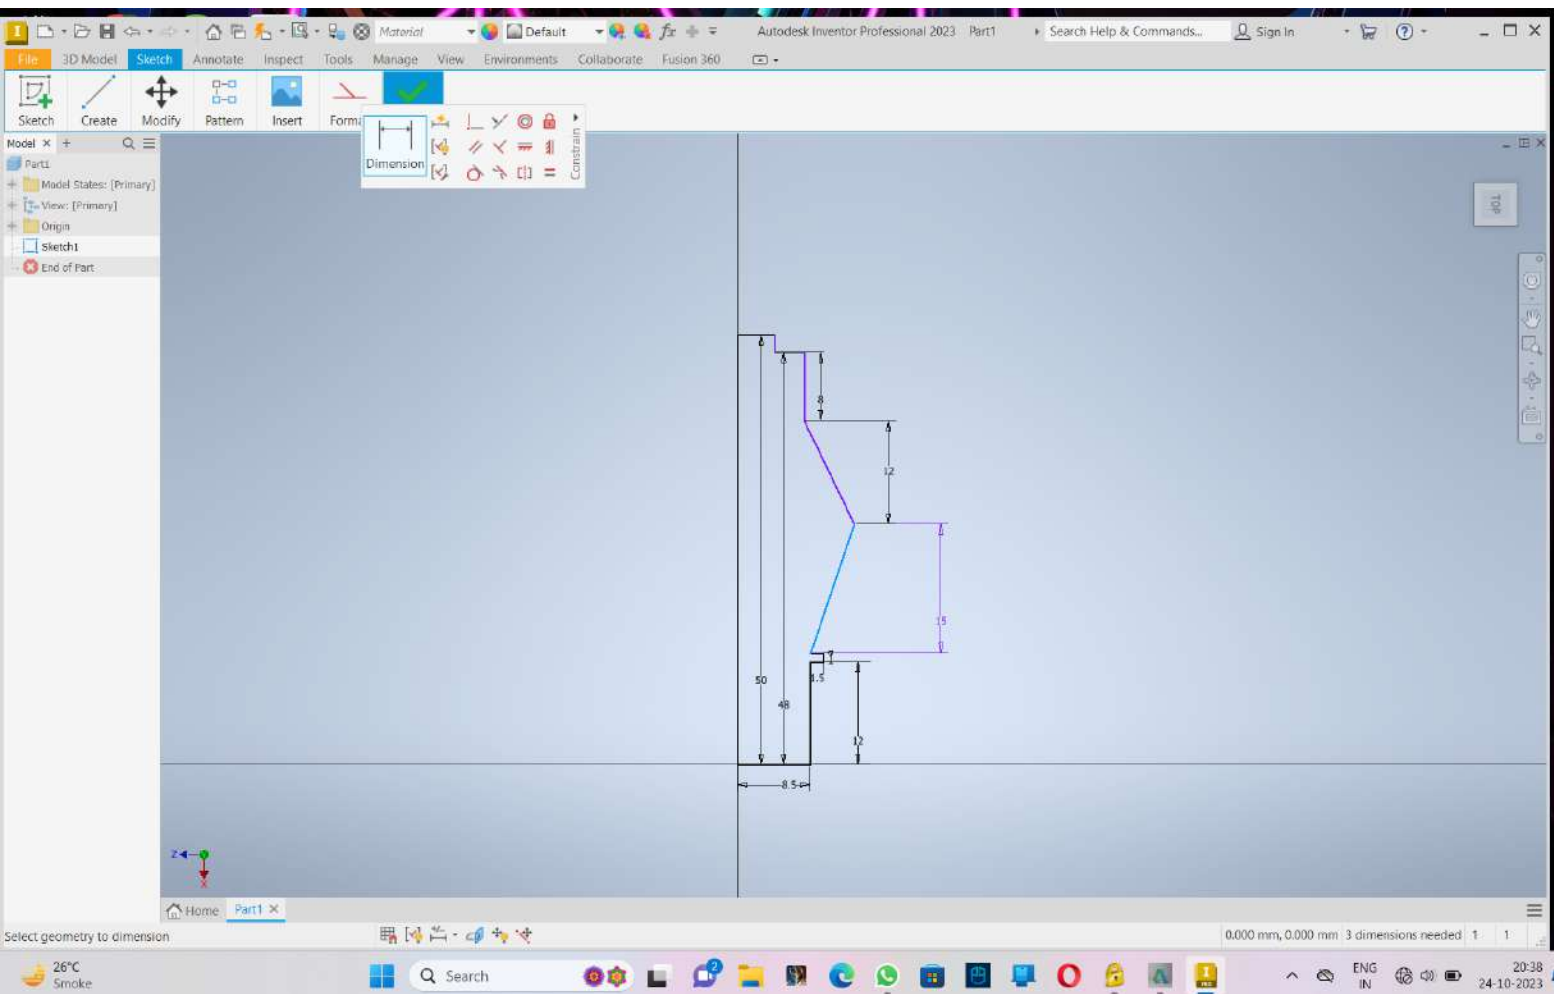 Material
Default
Autodesk Inventor Professional 2023 Part1
Search Help & Commands...
Sign In
File 3D Model Sketch Annotate Inspect Tools Manage View Environments Collaborate Fusion 360
Sketch Create Modify Pattern Insert Forma
Dimension
Constrain
Model
Part1
Model States: [Primary]
View: [Primary]
Origin
Sketch1
End of Part
TOP
8
12
15
1
1.5
50
48
12
8.5
Z
X
Home Part1
Select geometry to dimension
0.000 mm, 0.000 mm 3 dimensions needed 1 1
26°C
Smoke
Search
2
ENG
IN
20:38
24-10-2023